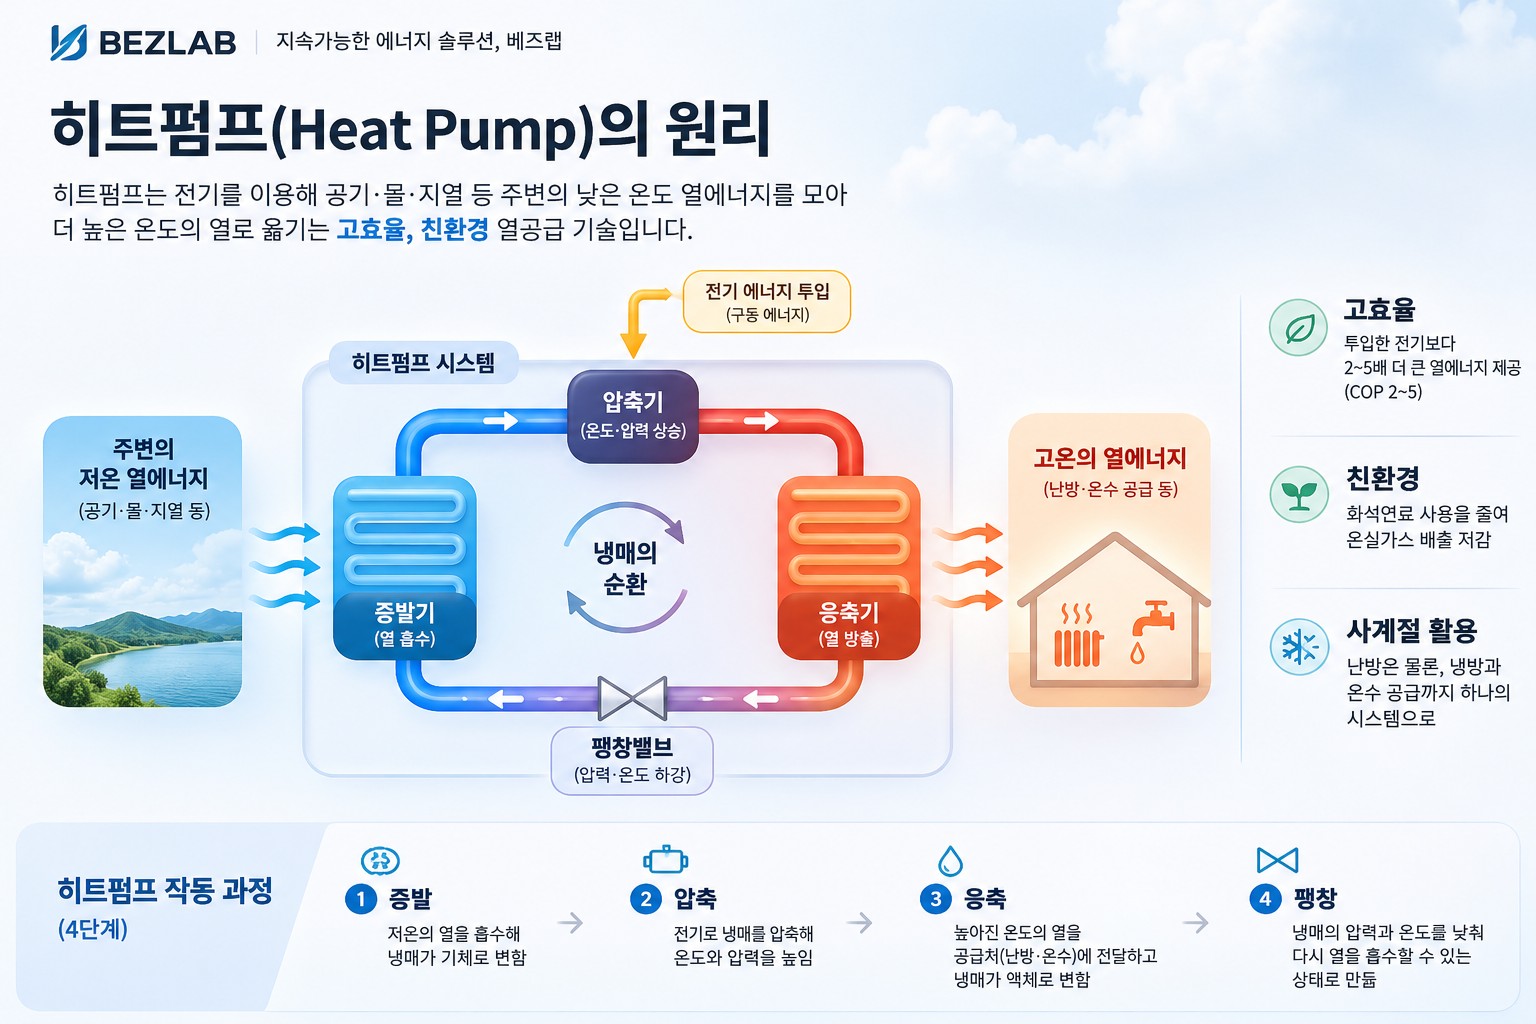 BEZLAB
지속가능한 에너지 솔루션, 베즈랩
히트펌프(Heat Pump)의 원리
히트펌프는 전기를 이용해 공기·물·지열 등 주변의 낮은 온도 열에너지를 모아
더 높은 온도의 열로 옮기는 고효율, 친환경 열공급 기술입니다.
전기 에너지 투입
(구동 에너지)
히트펌프 시스템
압축기
(온도·압력 상승)
주변의
저온 열에너지
(공기·물·지열 등)
냉매의
순환
증발기
(열 흡수)
응축기
(열 방출)
팽창밸브
(압력·온도 하강)
고온의 열에너지
(난방·온수 공급 등)
고효율
투입한 전기보다
2~5배 더 큰 열에너지 제공
(COP 2~5)
친환경
화석연료 사용을 줄여
온실가스 배출 저감
사계절 활용
난방은 물론, 냉방과
온수 공급까지 하나의
시스템으로
히트펌프 작동 과정
(4단계)
1 증발
저온의 열을 흡수해
냉매가 기체로 변함
2 압축
전기로 냉매를 압축해
온도와 압력을 높임
3 응축
높아진 온도의 열을
공급처(난방·온수)에 전달하고
냉매가 액체로 변함
4 팽창
냉매의 압력과 온도를 낮춰
다시 열을 흡수할 수 있는
상태로 만듦